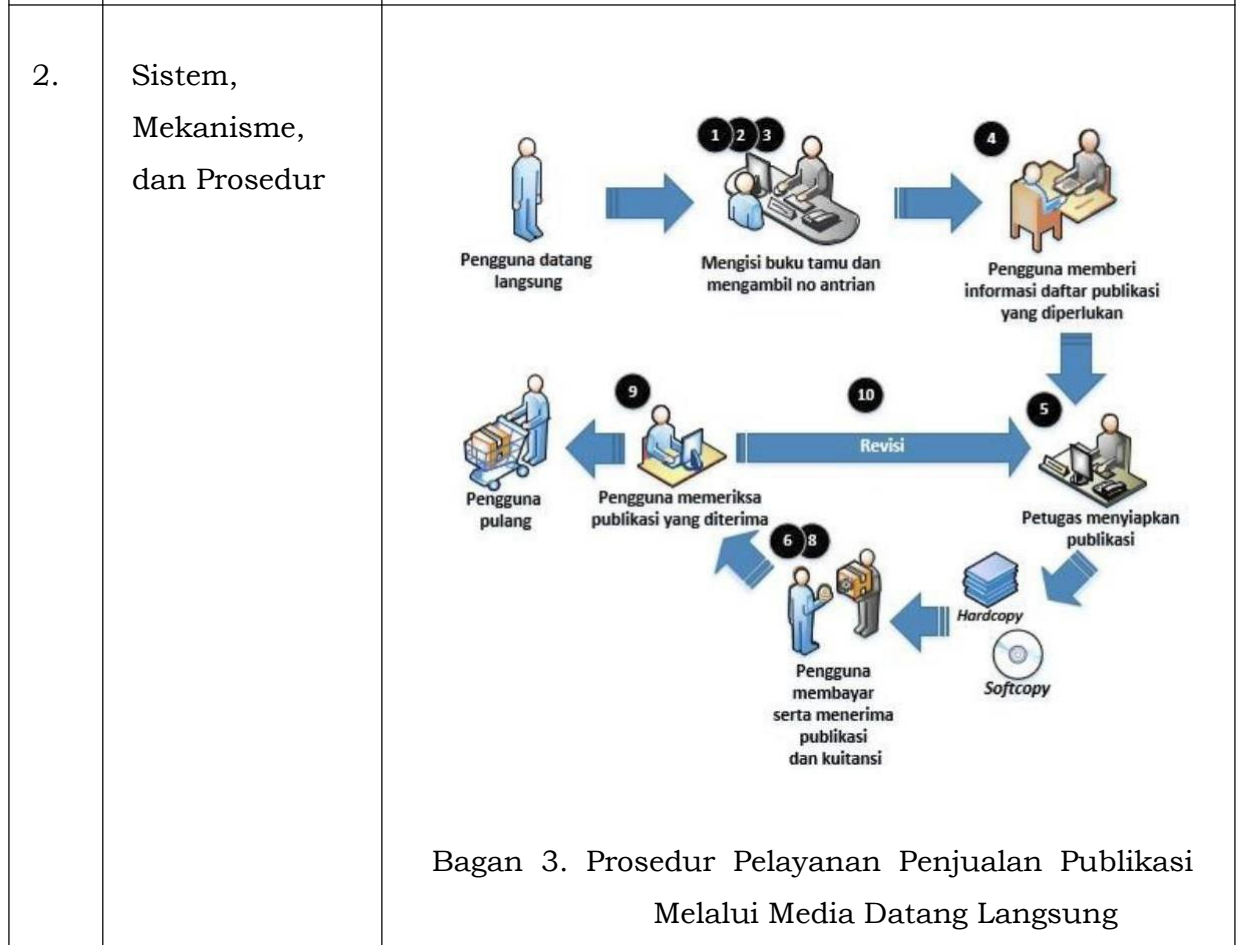 2.
Sistem,
Mekanisme,
dan Prosedur
1 2 3
4
Pengguna datang
langsung
Mengisi buku tamu dan
mengambil no antrian
Pengguna memberi
informasi daftar publikasi
yang diperlukan
9
10
5
Revisi
Pengguna
pulang
Pengguna memeriksa
publikasi yang diterima
Petugas menyiapkan
publikasi
6 8
Hardcopy
Softcopy
Pengguna
membayar
serta menerima
publikasi
dan kuitansi
Bagan 3. Prosedur Pelayanan Penjualan Publikasi
Melalui Media Datang Langsung